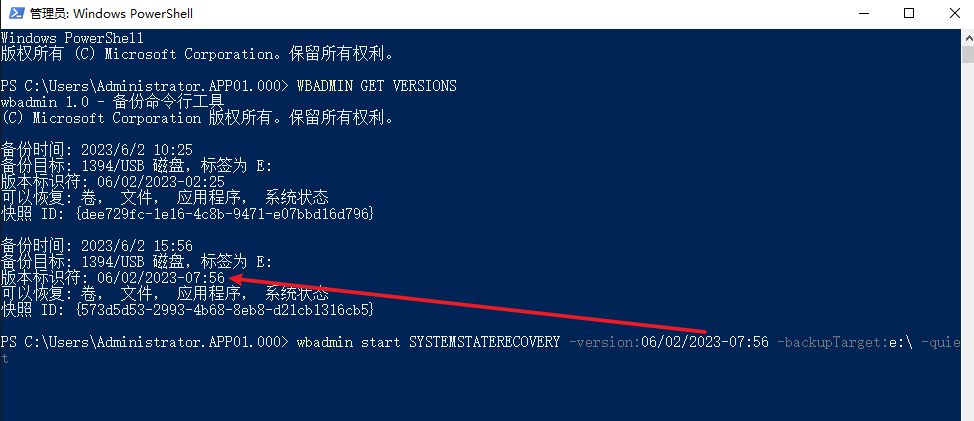 管理员: Windows PowerShell
Windows PowerShell
版权所有 (C) Microsoft Corporation。保留所有权利。
PS C:\Users\Administrator.APP01.000> WBADMIN GET VERSIONS
wbadmin 1.0 - 备份命令行工具
(C) Microsoft Corporation 版权所有。保留所有权利。
备份时间: 2023/6/2 10:25
备份目标: 1394/USB 磁盘，标签为 E:
版本标识符: 06/02/2023-02:25
可以恢复: 卷， 文件， 应用程序， 系统状态
快照 ID: {dee729fc-1e16-4c8b-9471-e07bbd16d796}
备份时间: 2023/6/2 15:56
备份目标: 1394/USB 磁盘，标签为 E:
版本标识符: 06/02/2023-07:56
可以恢复: 卷， 文件， 应用程序， 系统状态
快照 ID: {573d5d53-2993-4b68-8eb8-d21cb1316cb5}
PS C:\Users\Administrator.APP01.000> wbadmin start SYSTEMSTATERECOVERY -version:06/02/2023-07:56 -backupTarget:e:\ -quie
t